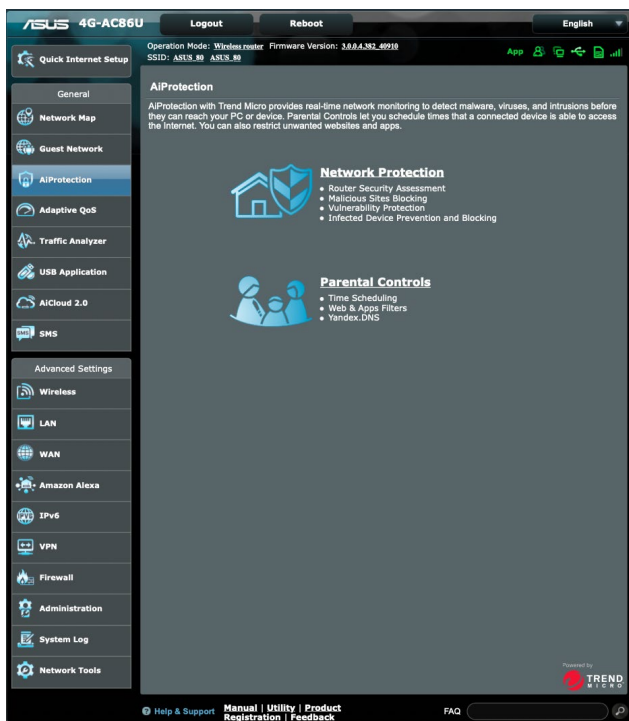 ASUS 4G-AC86U
Logout
Reboot
English
Quick Internet Setup
Operation Mode: Wireless router Firmware Version: 3.0.0.4.382_40910
SSID: ASUS_80 ASUS_80
App
General
Network Map
Guest Network
AiProtection
Adaptive QoS
Traffic Analyzer
USB Application
AiCloud 2.0
SMS
SMS
Advanced Settings
Wireless
LAN
WAN
Amazon Alexa
IPv6
IPv6
VPN
Firewall
Administration
System Log
Network Tools
AiProtection
AiProtection with Trend Micro provides real-time network monitoring to detect malware, viruses, and intrusions before
they can reach your PC or device. Parental Controls let you schedule times that a connected device is able to access
the Internet. You can also restrict unwanted websites and apps.
Network Protection
• Router Security Assessment
• Malicious Sites Blocking
• Vulnerability Protection
• Infected Device Prevention and Blocking
Parental Controls
• Time Scheduling
• Web & Apps Filters
• Yandex.DNS
Powered by
TREND
MICRO
? Help & Support
Manual | Utility | Product
Registration | Feedback
FAQ